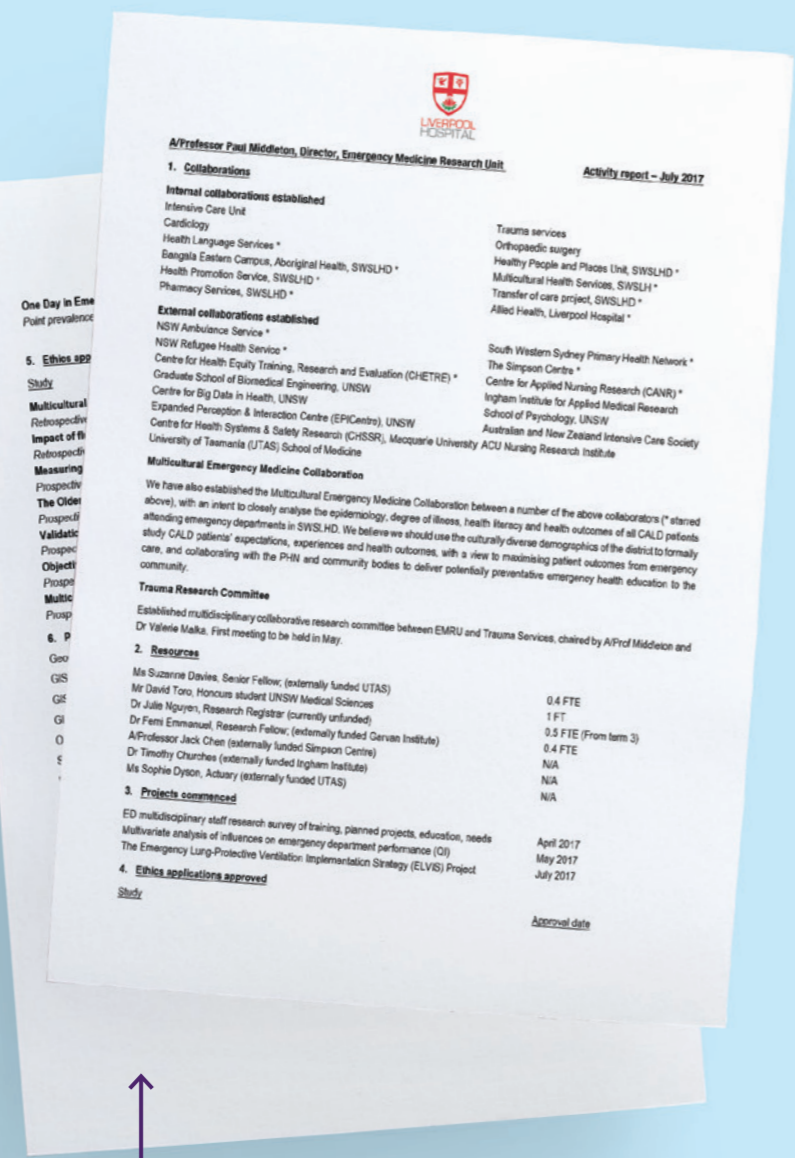 LIVERPOOL
HOSPITAL
A/Professor Paul Middleton, Director, Emergency Medicine Research Unit
Activity report – July 2017
1. Collaborations
Internal collaborations established
Intensive Care Unit
Cardiology
Health Language Services *
Bangala Eastern Campus, Aboriginal Health, SWSLHD *
Health Promotion Service, SWSLHD *
Pharmacy Services, SWSLHD *
Trauma services
Orthopaedic surgery
Healthy People and Places Unit, SWSLHD *
Multicultural Health Services, SWSLH *
Transfer of care project, SWSLHD *
Allied Health, Liverpool Hospital *
External collaborations established
NSW Ambulance Service *
NSW Refugee Health Service *
Centre for Health Equity Training, Research and Evaluation (CHETRE) *
Graduate School of Biomedical Engineering, UNSW
Centre for Big Data in Health, UNSW
Expanded Perception & Interaction Centre (EPICentre), UNSW
Centre for Health Systems & Safety Research (CHSSR), Macquarie University ACU Nursing Research Institute
University of Tasmania (UTAS) School of Medicine
South Western Sydney Primary Health Network *
The Simpson Centre *
Centre for Applied Nursing Research (CANR) *
Ingham Institute for Applied Medical Research
School of Psychology, UNSW
Australian and New Zealand Intensive Care Society
Multicultural Emergency Medicine Collaboration
We have also established the Multicultural Emergency Medicine Collaboration between a number of the above collaborators (* starred
above), with an intent to closely analyse the epidemiology, degree of illness, health literacy and health outcomes of all CALD patients
attending emergency departments in SWSLHD. We believe we should use the culturally diverse demographics of the district to formally
study CALD patients' expectations, experiences and health outcomes, with a view to maximising patient outcomes from emergency
care, and collaborating with the PHN and community bodies to deliver potentially preventative emergency health education to the
community.
Trauma Research Committee
Established multidisciplinary collaborative research committee between EMRU and Trauma Services, chaired by A/Prof Middleton and
Dr Valerie Malka. First meeting to be held in May.
2. Resources
Ms Suzanne Davies, Senior Fellow; (externally funded UTAS)
Mr David Toro, Honours student UNSW Medical Sciences
Dr Julie Nguyen, Research Registrar (currently unfunded)
Dr Femi Emmanuel, Research Fellow; (externally funded Garvan Institute)
A/Professor Jack Chen (externally funded Simpson Centre)
Dr Timothy Churches (externally funded Ingham Institute)
Ms Sophie Dyson, Actuary (externally funded UTAS)
0.4 FTE
1 FT
0.5 FTE (From term 3)
0.4 FTE
N/A
N/A
N/A
3. Projects commenced
ED multidisciplinary staff research survey of training, planned projects, education, needs
Multivariate analysis of influences on emergency department performance (QI)
The Emergency Lung-Protective Ventilation Implementation Strategy (ELVIS) Project
April 2017
May 2017
July 2017
4. Ethics applications approved
Study
Approval date
One Day in Eme
Point prevalence
5. Ethics app
Study
Multicultural
Retrospectiv
Impact of fl
Retrospecti
Measuring
Prospectiv
The Older
Prospecti
Validatio
Prospec
Objecti
Prospe
Multic
Prosp
6. P
Geo
GIS
GIS
GI
O